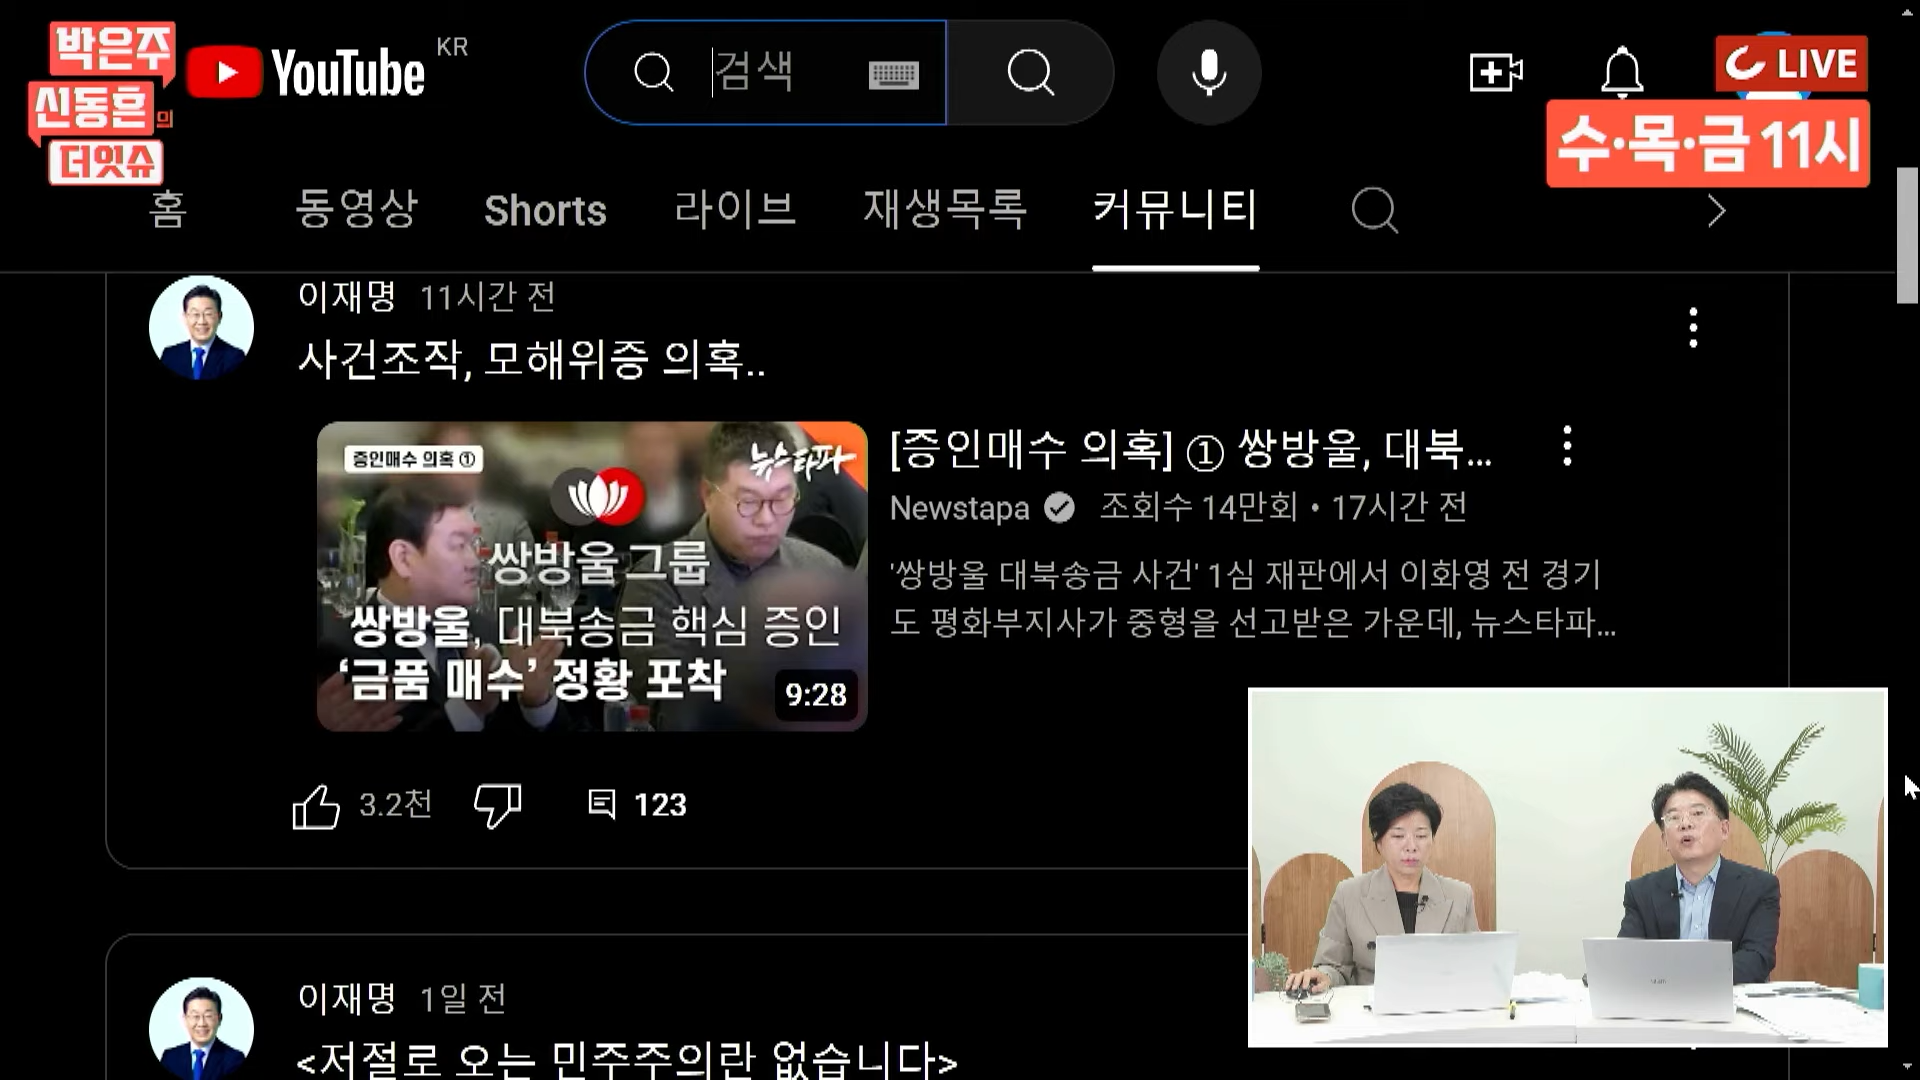 박은주
신동흔의
더잇슈
YouTube KR
검색
LIVE
수·목·금 11시
홈 동영상 Shorts 라이브 재생목록 커뮤니티
이재명 11시간 전
사건조작, 모해위증 의혹..
증인매수 의혹 ①
뉴스타파
쌍방울그룹
쌍방울, 대북송금 핵심 증인
‘금품 매수’ 정황 포착
9:28
[증인매수 의혹] ① 쌍방울, 대북...
Newstapa 조회수 14만회 • 17시간 전
'쌍방울 대북송금 사건' 1심 재판에서 이화영 전 경기
도 평화부지사가 중형을 선고받은 가운데, 뉴스타파...
3.2천 123
이재명 1일 전
<저절로 오는 민주주의란 없습니다>